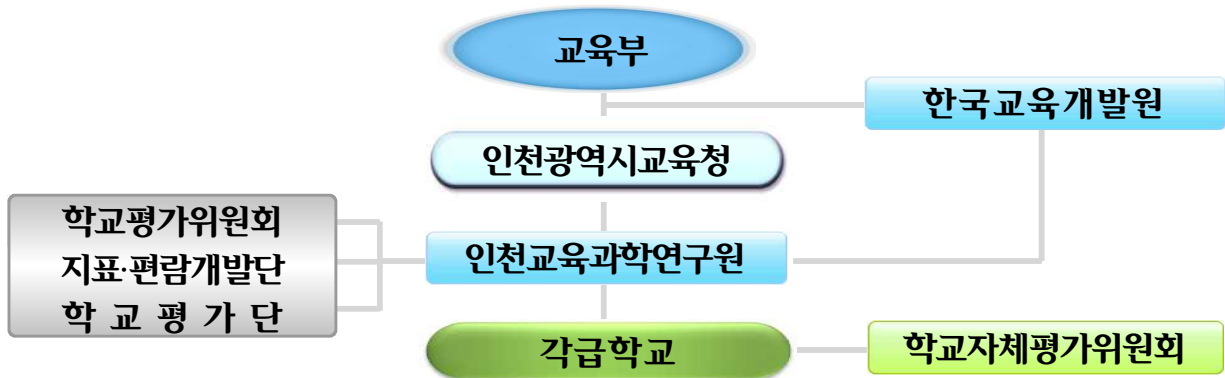 교육부
한국교육개발원
인천광역시교육청
학교평가위원회
지표·편람개발단
학 교 평 가 단
인천교육과학연구원
각급학교
학교자체평가위원회